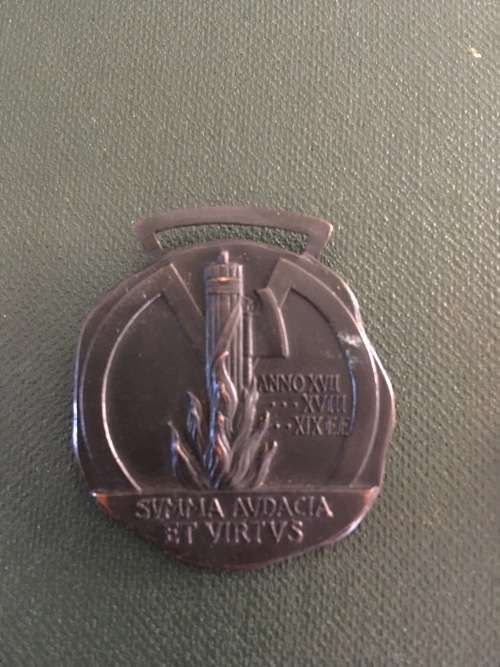 ANNO XVII
··· XVIII
·· XIX E.F.
SVMMA AVDACIA
ET VIRTVS